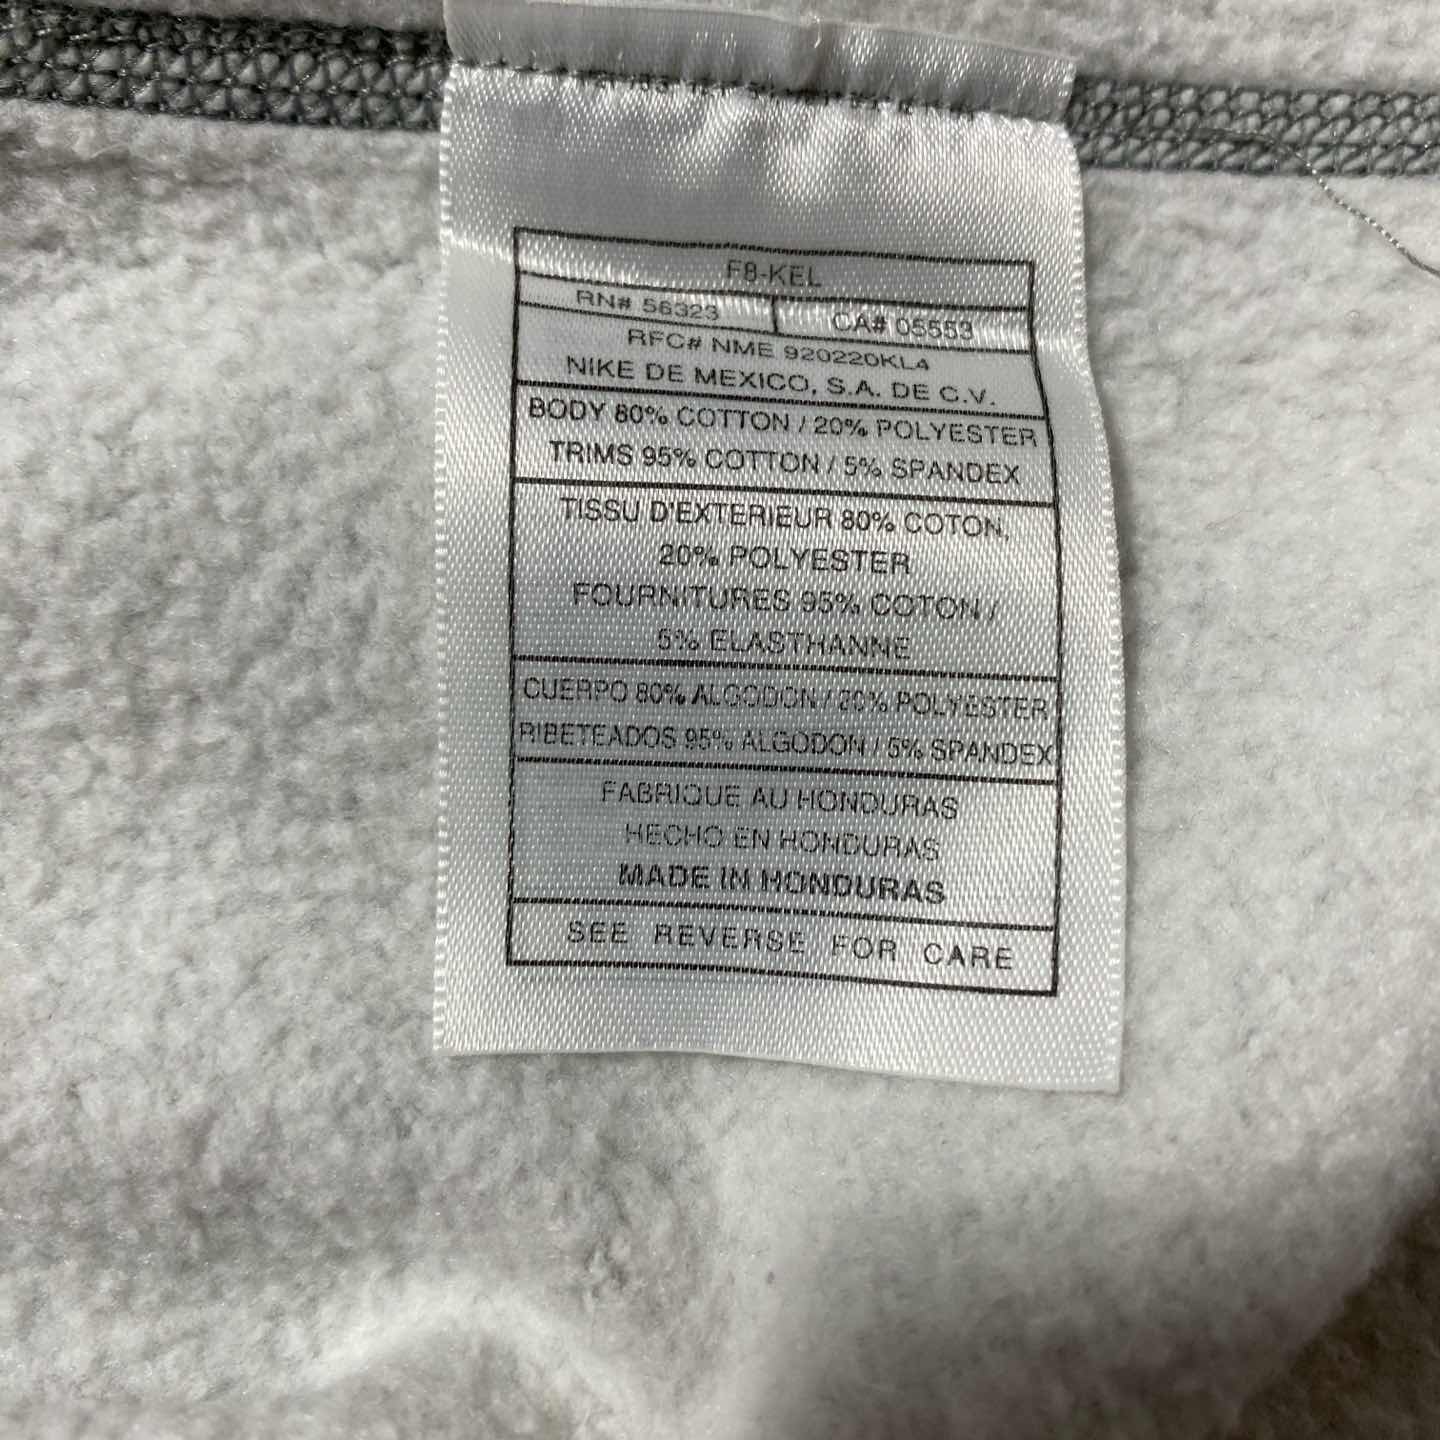 F8-KEL
RN# 56323 CA# 05553
RFC# NME 920220KL4
NIKE DE MEXICO, S.A. DE C.V.
BODY 80% COTTON / 20% POLYESTER
TRIMS 95% COTTON / 5% SPANDEX
TISSU D'EXTERIEUR 80% COTON,
20% POLYESTER
FOURNITURES 95% COTON /
5% ELASTHANNE
CUERPO 80% ALGODON / 20% POLYESTER
RIBETEADOS 95% ALGODON / 5% SPANDEX
FABRIQUE AU HONDURAS
HECHO EN HONDURAS
MADE IN HONDURAS
SEE REVERSE FOR CARE